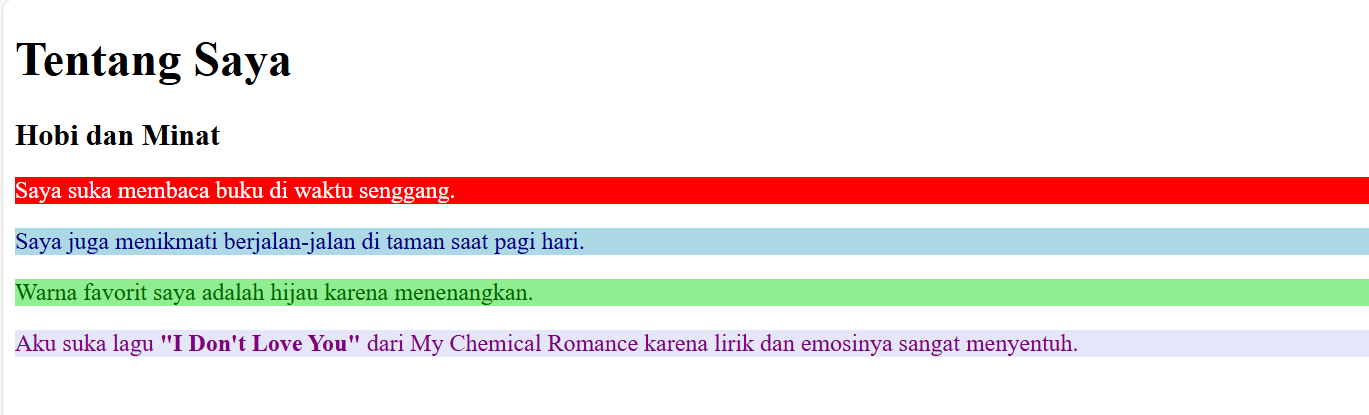 Tentang Saya
Hobi dan Minat
Saya suka membaca buku di waktu senggang.
Saya juga menikmati berjalan-jalan di taman saat pagi hari.
Warna favorit saya adalah hijau karena menenangkan.
Aku suka lagu "I Don't Love You" dari My Chemical Romance karena lirik dan emosinya sangat menyentuh.